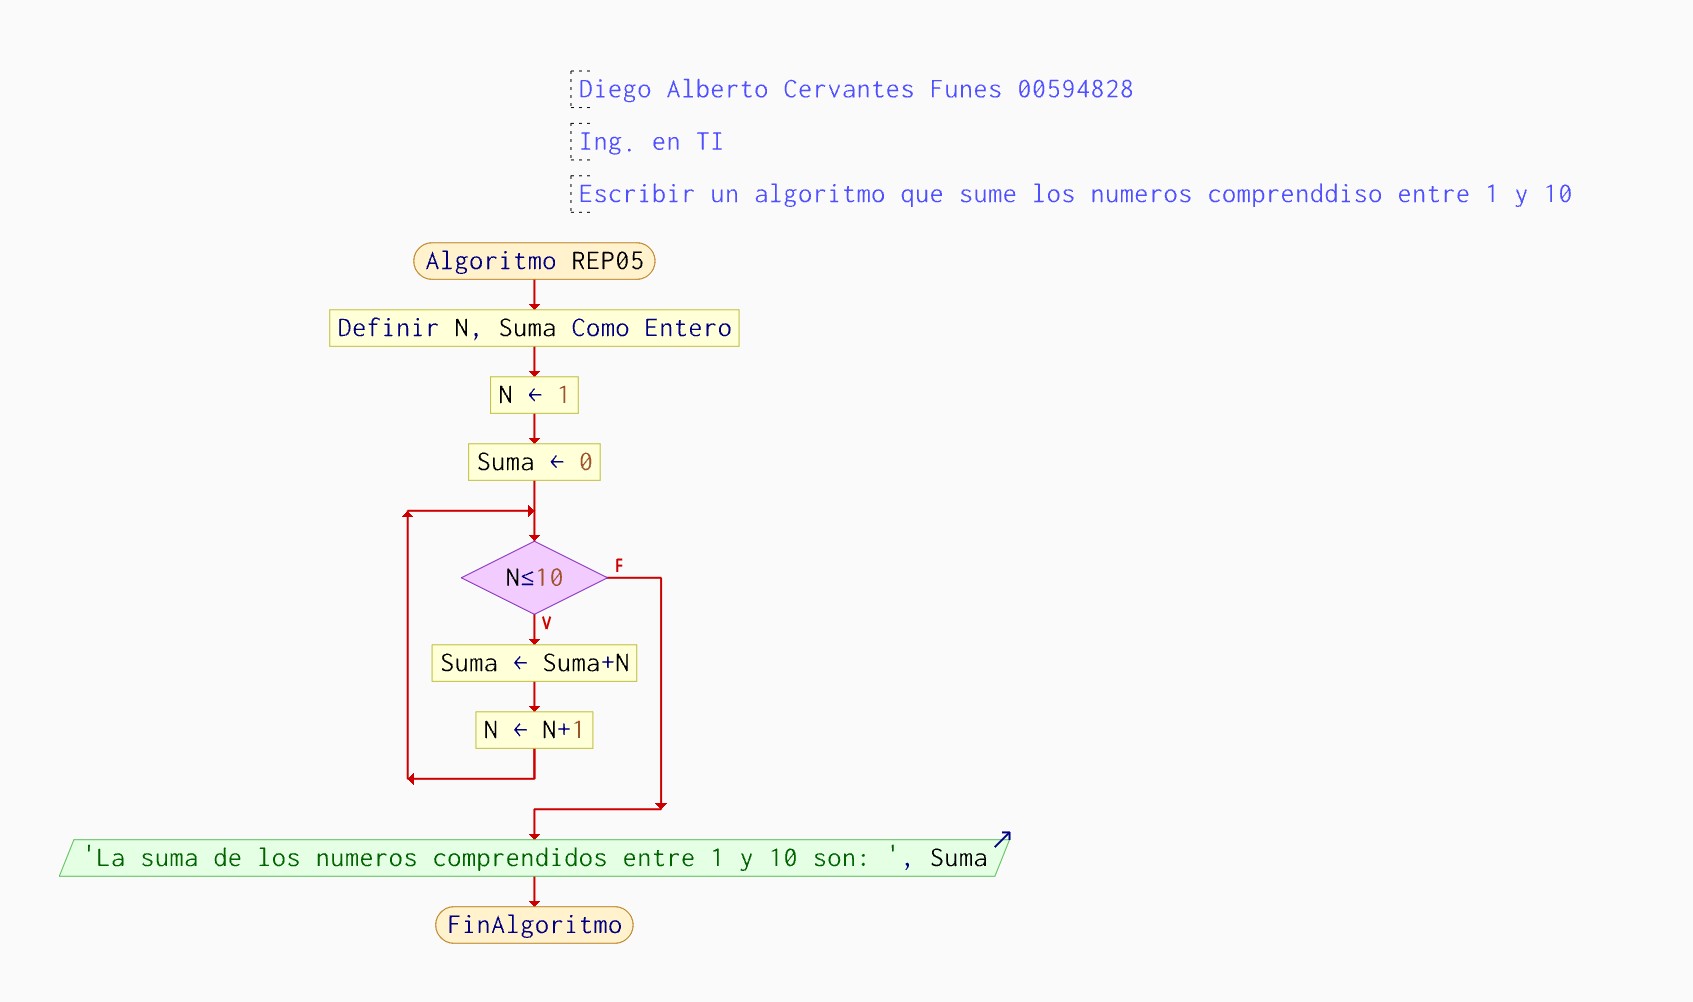 Diego Alberto Cervantes Funes 00594828
Ing. en TI
Escribir un algoritmo que sume los numeros comprenddiso entre 1 y 10
Algoritmo REP05
Definir N, Suma Como Entero
N ← 1
Suma ← 0
N≤10
F
V
Suma ← Suma+N
N ← N+1
'La suma de los numeros comprendidos entre 1 y 10 son: ', Suma
FinAlgoritmo